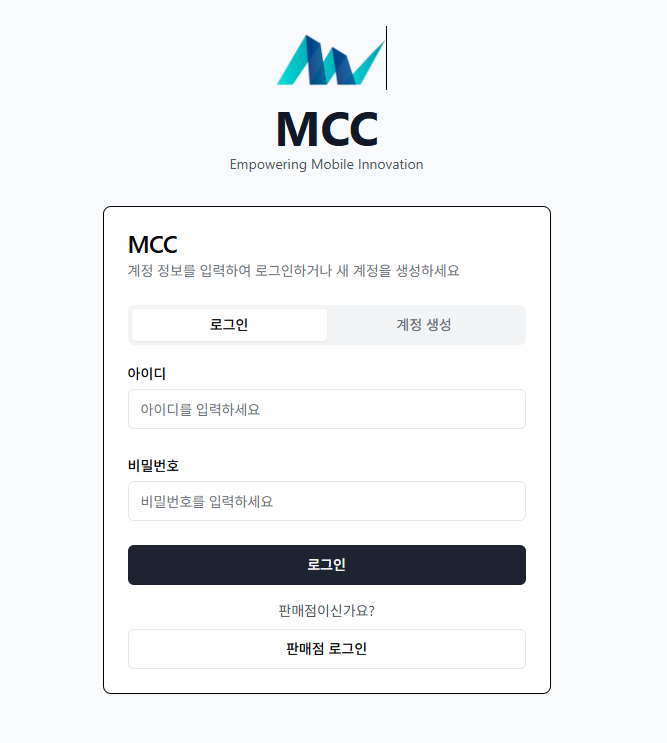 MCC
Empowering Mobile Innovation
MCC
계정 정보를 입력하여 로그인하거나 새 계정을 생성하세요
로그인
계정 생성
아이디
아이디를 입력하세요
비밀번호
비밀번호를 입력하세요
로그인
판매점이신가요?
판매점 로그인